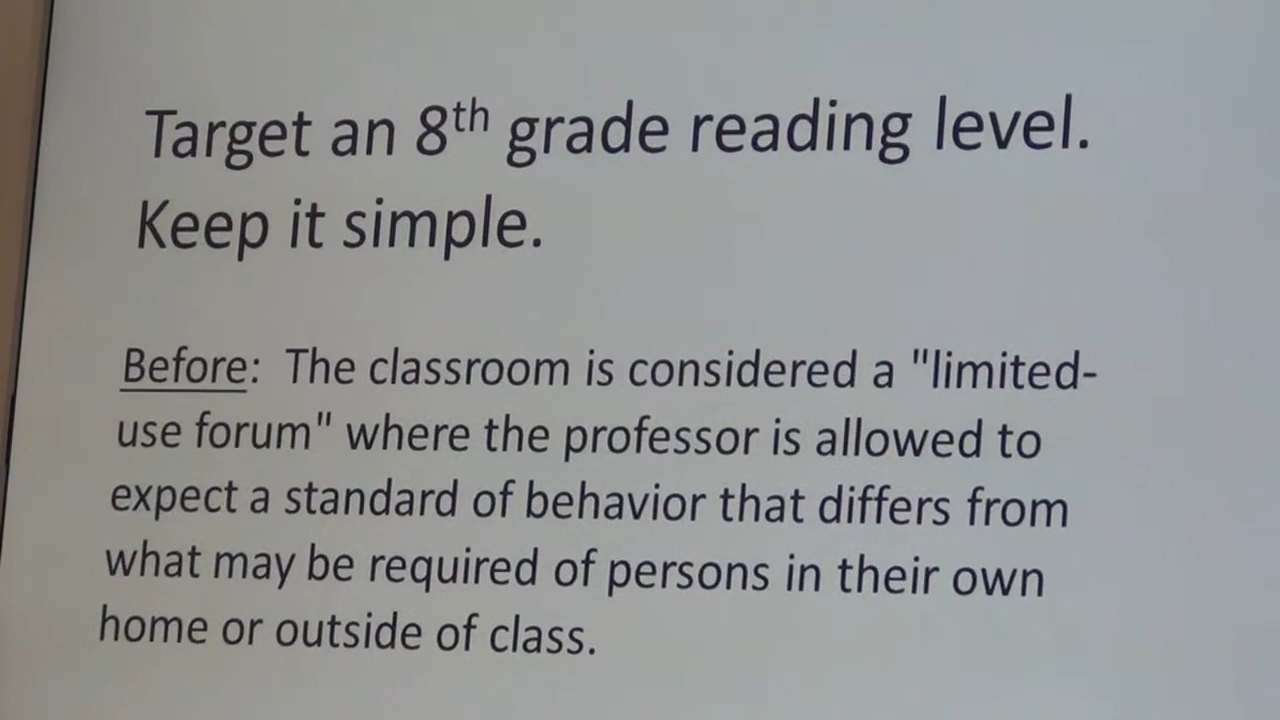 Target an 8th grade reading level.
Keep it simple.
Before: The classroom is considered a "limited-
use forum" where the professor is allowed to
expect a standard of behavior that differs from
what may be required of persons in their own
home or outside of class.